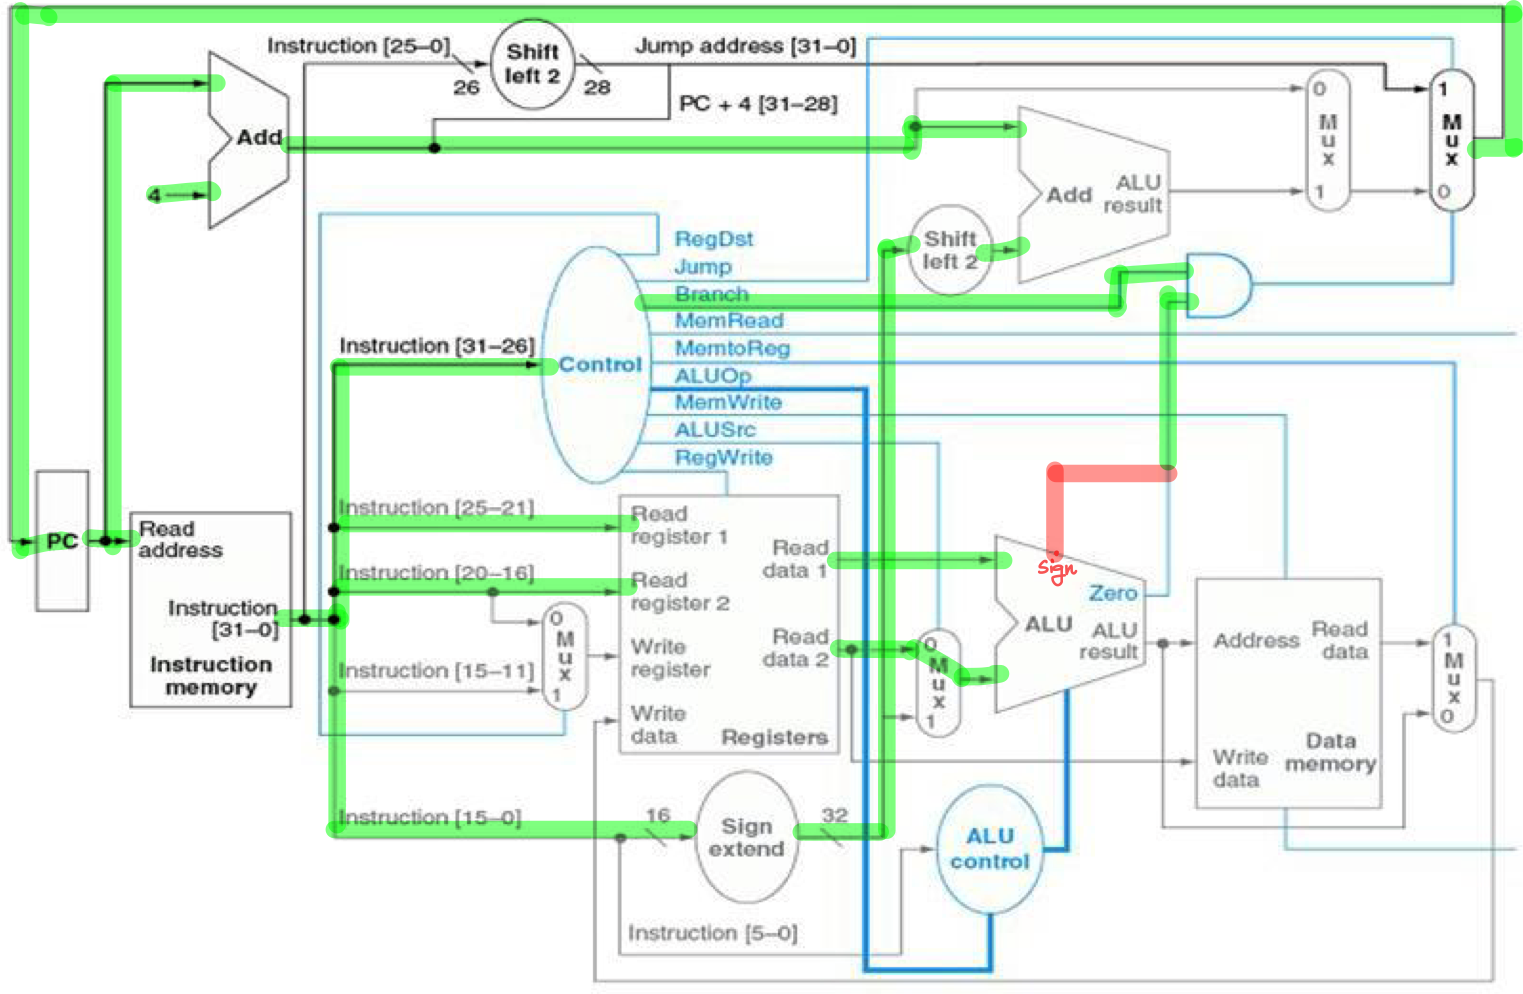 Instruction [25–0]
Shift
left 2
Jump address [31–0]
26
28
PC + 4 [31–28]
0
M
u
x
1
1
M
u
x
0
Add
4
Add
ALU
result
Shift
left 2
RegDst
Jump
Branch
MemRead
MemtoReg
ALUOp
MemWrite
ALUSrc
RegWrite
Instruction [31–26]
Control
PC
Read
address
Instruction
[31–0]
Instruction
memory
Instruction [25–21]
Instruction [20–16]
Instruction [15–11]
0
M
u
x
1
Read
register 1
Read
register 2
Write
register
Write
data
Read
data 1
Read
data 2
Registers
0
M
u
x
1
sign
Zero
ALU
ALU
result
Address
Read
data
Write
data
Data
memory
1
M
u
x
0
Instruction [15–0]
16
Sign
extend
32
ALU
control
Instruction [5–0]